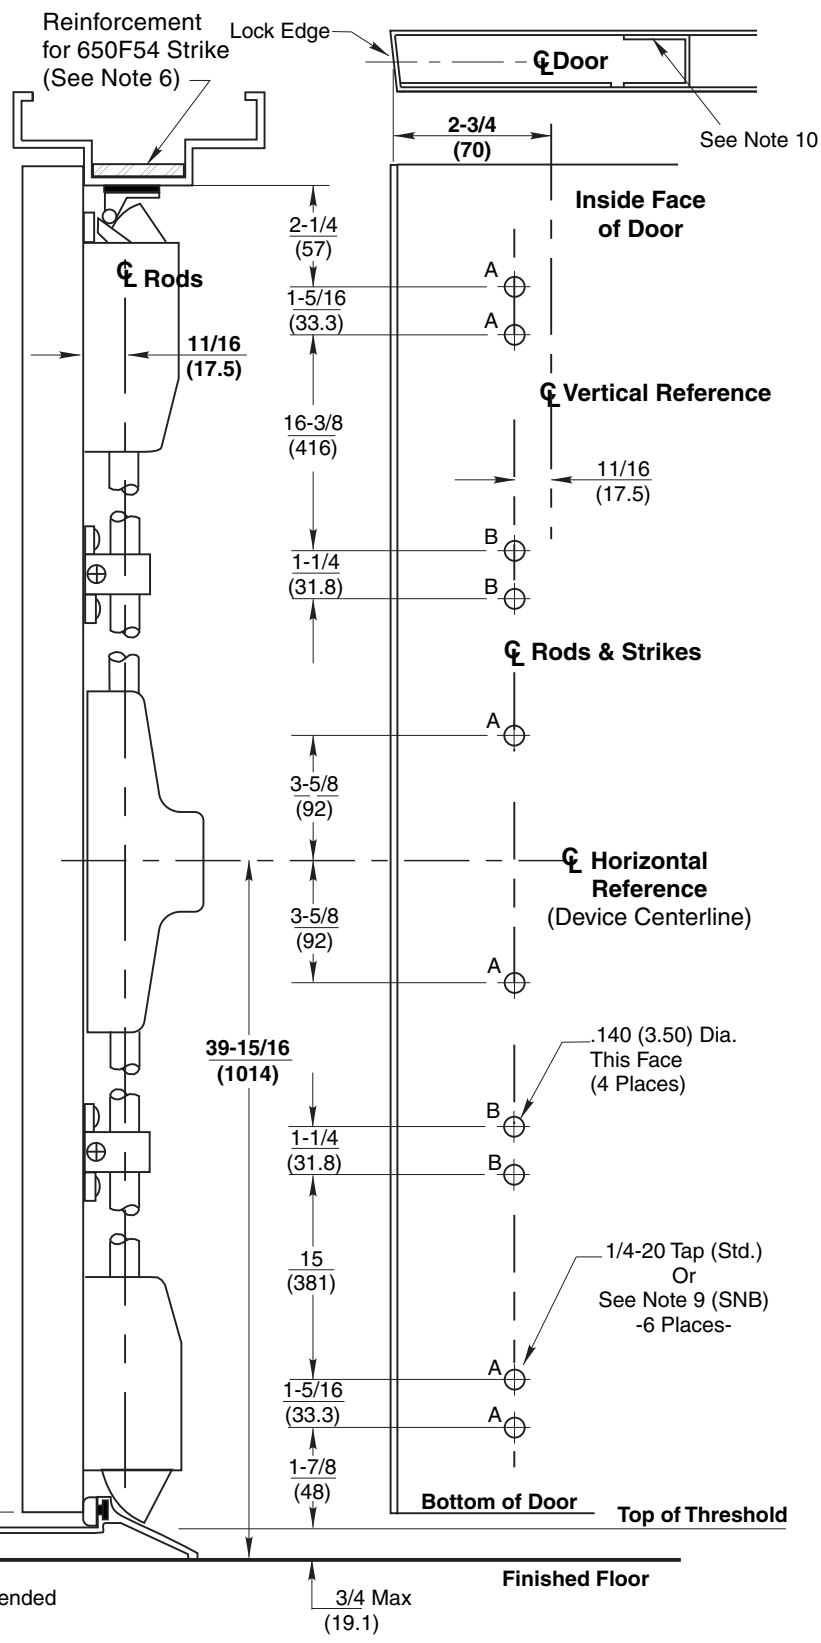 Reinforcement
for 650F54 Strike
(See Note 6)
Lock Edge
℄ Door
See Note 10
2-3/4
(70)
Inside Face
of Door
2-1/4
(57)
℄ Rods
A
1-5/16
(33.3)
A
11/16
(17.5)
℄ Vertical Reference
16-3/8
(416)
11/16
(17.5)
B
1-1/4
(31.8)
B
℄ Rods & Strikes
A
3-5/8
(92)
℄ Horizontal
Reference
(Device Centerline)
3-5/8
(92)
A
39-15/16
(1014)
.140 (3.50) Dia.
This Face
(4 Places)
B
1-1/4
(31.8)
B
15
(381)
1/4-20 Tap (Std.)
Or
See Note 9 (SNB)
-6 Places-
A
1-5/16
(33.3)
A
1-7/8
(48)
Bottom of Door
Top of Threshold
Finished Floor
ended
3/4 Max
(19.1)